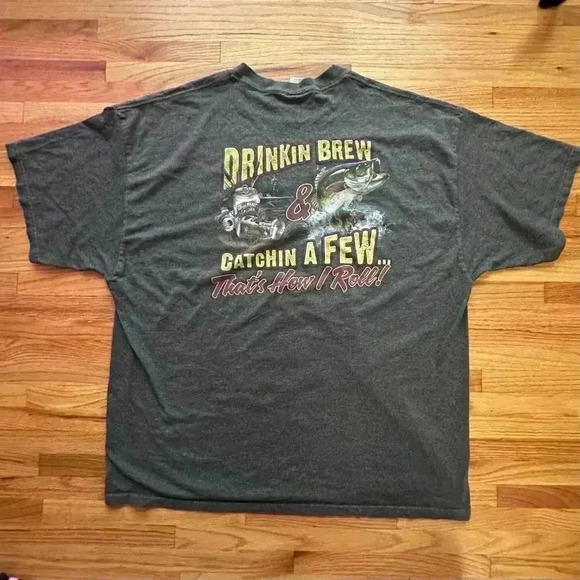 DRINKIN BREW
&
CATCHIN A FEW...
That's How I Roll!